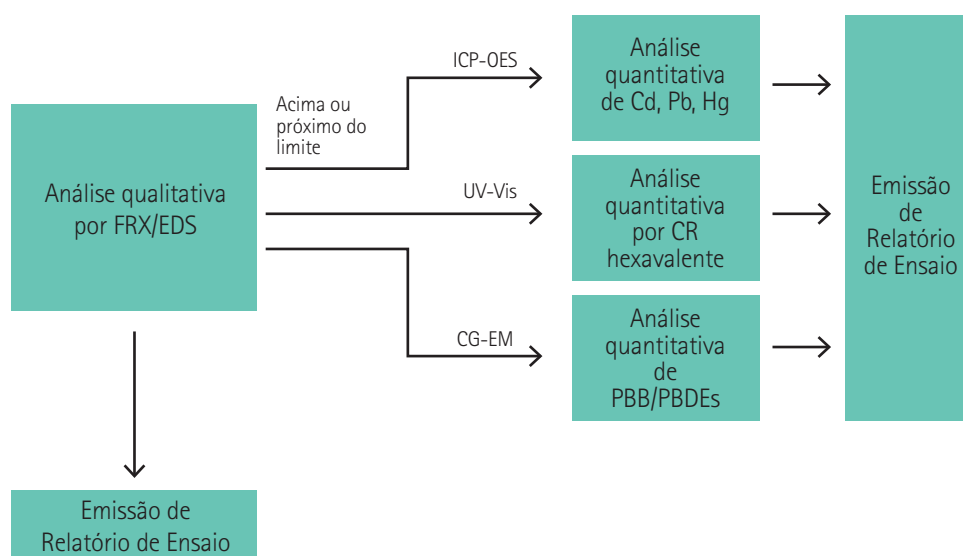 Análise qualitativa
por FRX/EDS
Acima ou
próximo do
limite
ICP-OES
UV-Vis
CG-EM
Análise
quantitativa
de Cd, Pb, Hg
Análise
quantitativa
por CR
hexavalente
Análise
quantitativa
de
PBB/PBDEs
Emissão
de
Relatório
de Ensaio
Emissão de
Relatório de Ensaio